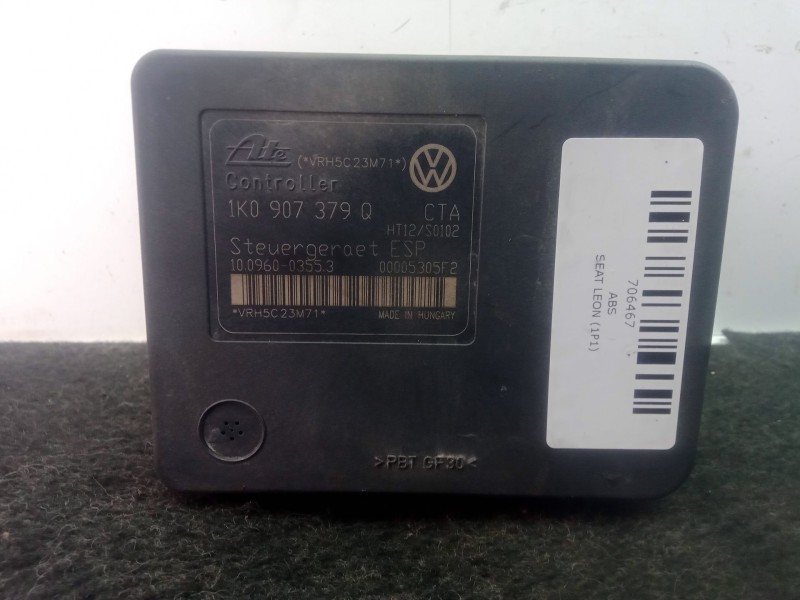 Ate (*VRH5C23M71*)
Controller
1K0 907 379 Q CTA
HT12/S0102
Steuergeraet ESP
10.0960-0355.3 00005305F2
*VRH5C23M71* MADE IN HUNGARY
>PBT GF30<
706467
ABS
SEAT LEON (1P1)